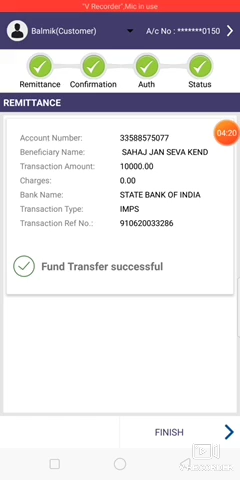 "V Recorder",Mic in use
Balmik(Customer) A/c No : *******0150
Remittance Confirmation Auth Status
REMITTANCE
04:20
Account Number: 33588575077
Beneficiary Name: SAHAJ JAN SEVA KEND
Transaction Amount: 10000.00
Charges: 0.00
Bank Name: STATE BANK OF INDIA
Transaction Type: IMPS
Transaction Ref No.: 910620033286
Fund Transfer successful
FINISH